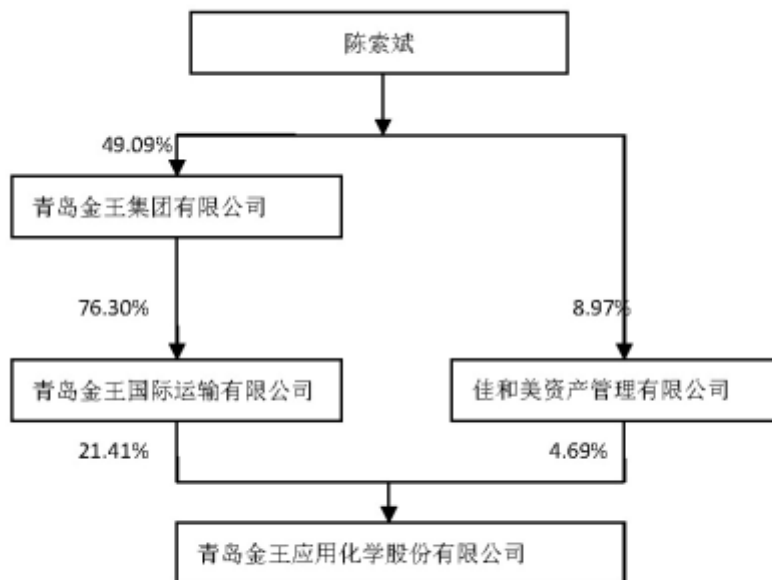 陈索斌
49.09%
青岛金王集团有限公司
76.30%
8.97%
青岛金王国际运输有限公司
佳和美资产管理有限公司
21.41%
4.69%
青岛金王应用化学股份有限公司